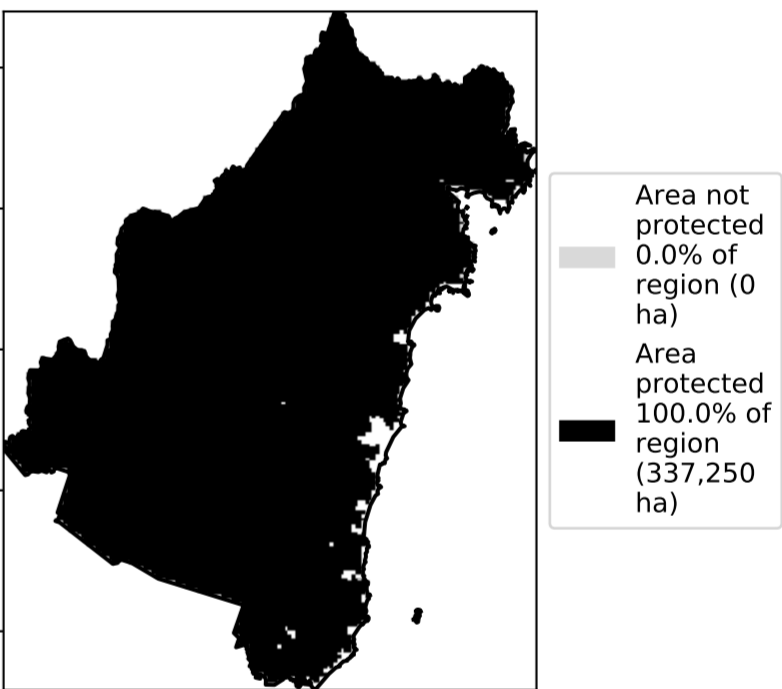 Area not
protected
0.0% of
region (0
ha)
Area
protected
100.0% of
region
(337,250
ha)